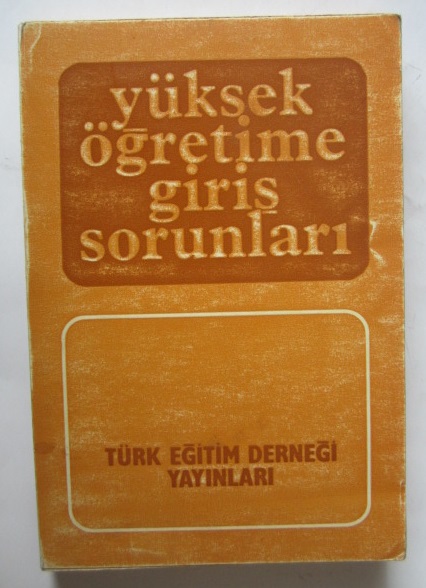 yüksek
öğretime
giriş
sorunları
TÜRK EĞİTİM DERNEĞİ
YAYINLARI